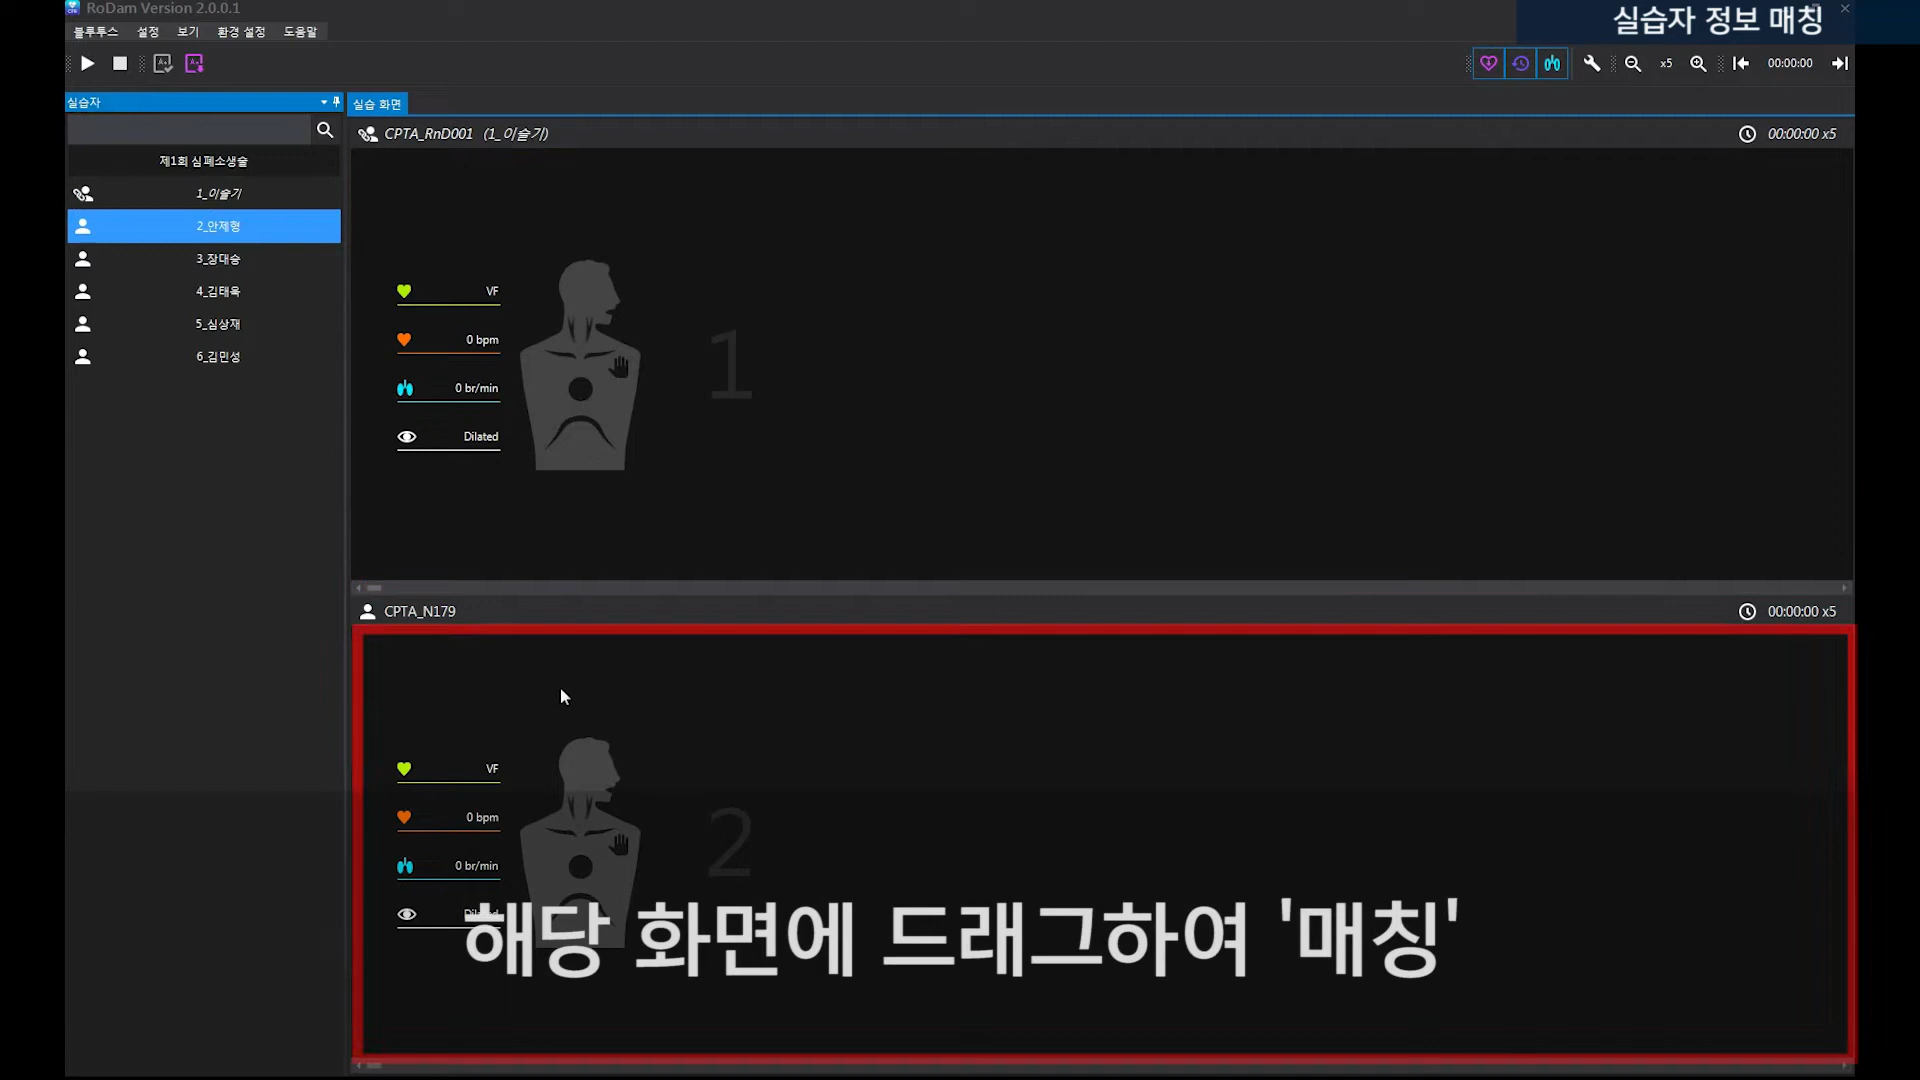 RoDam Version 2.0.0.1
실습자 정보 매칭
블루투스 설정 보기 환경 설정 도움말
x5
00:00:00
실습자
실습 화면
CPTA_RnD001 (1_이슬기)
00:00:00 x5
제1회 심폐소생술
1_이슬기
2_안제형
3_장대승
4_김태욱
5_심상재
6_김민성
VF
0 bpm
0 br/min
Dilated
1
CPTA_N179
00:00:00 x5
VF
0 bpm
0 br/min
2
해당 화면에 드래그하여 '매칭'